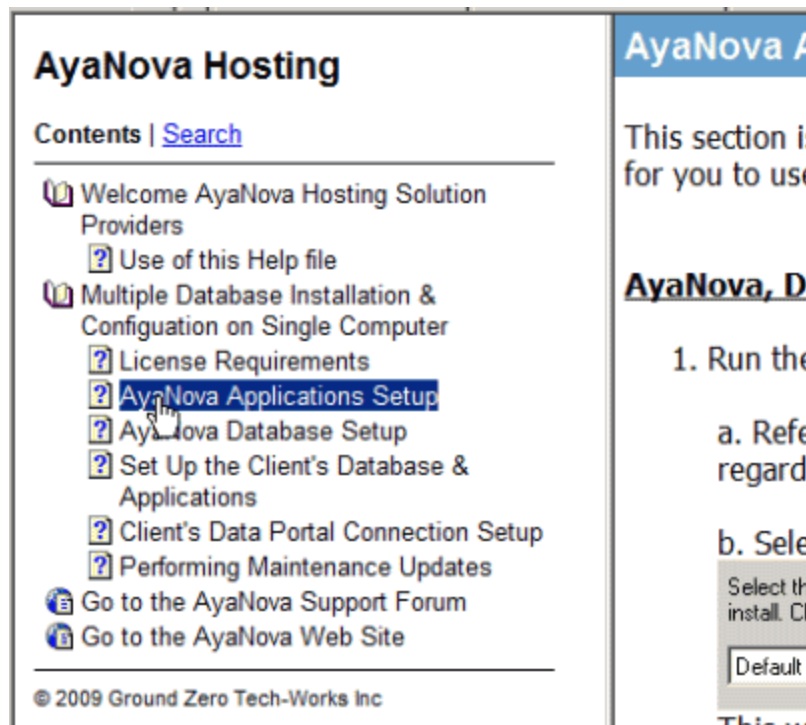 AyaNova Hosting
Contents | Search
Welcome AyaNova Hosting Solution
Providers
Use of this Help file
Multiple Database Installation &
Configuation on Single Computer
License Requirements
AyaNova Applications Setup
AyaNova Database Setup
Set Up the Client's Database &
Applications
Client's Data Portal Connection Setup
Performing Maintenance Updates
Go to the AyaNova Support Forum
Go to the AyaNova Web Site
© 2009 Ground Zero Tech-Works Inc
AyaNova A
This section is
for you to use
AyaNova, D
1. Run the
a. Refe
regard
b. Sele
Select th
install. Cl
Default